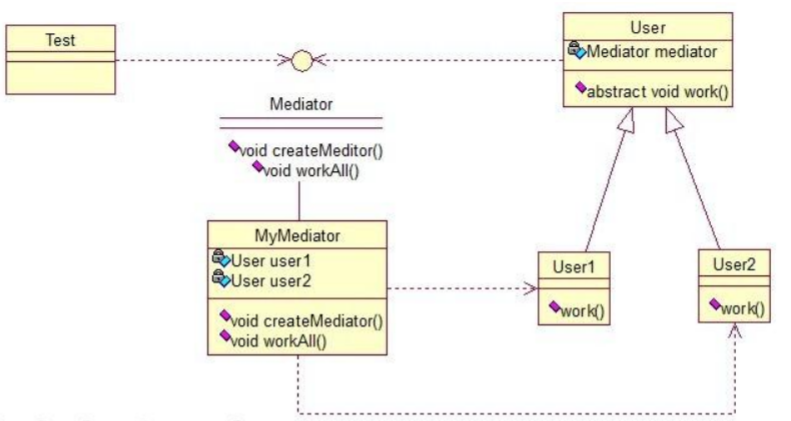 Test
User
Mediator mediator
abstract void work()
Mediator
void createMeditor()
void workAll()
MyMediator
User user1
User user2
void createMediator()
void workAll()
User1
work()
User2
work()